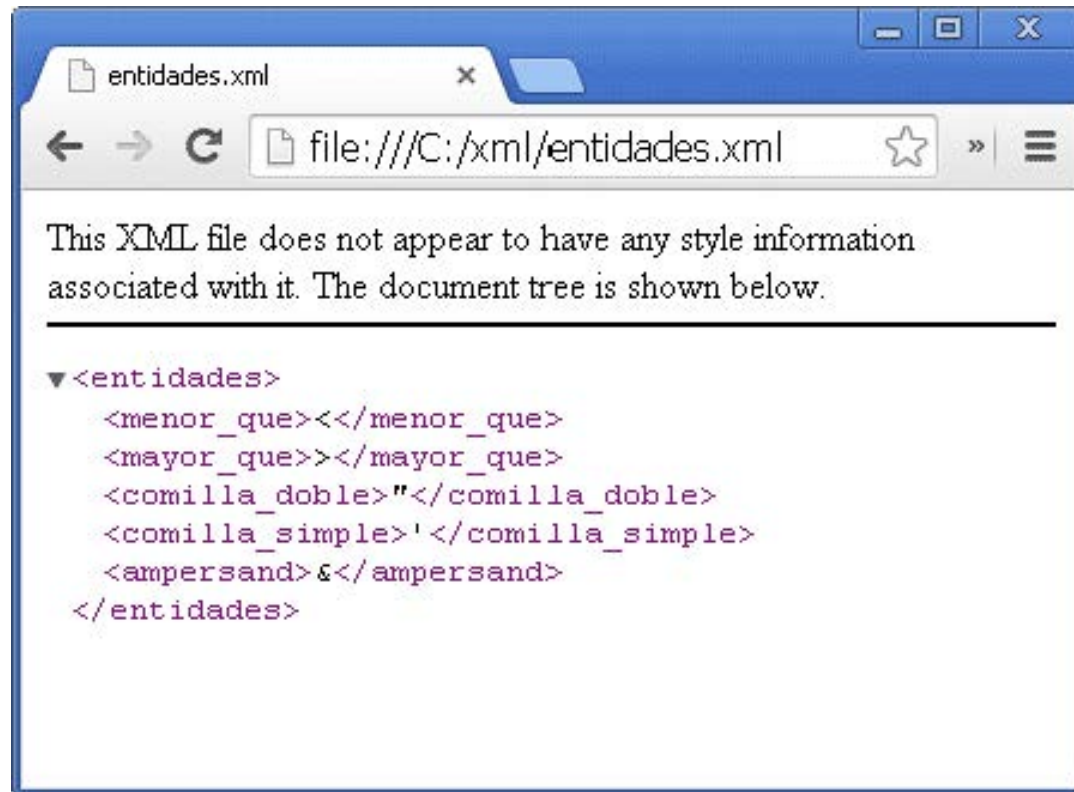 entidades.xml
file:///C:/xml/entidades.xml
This XML file does not appear to have any style information
associated with it. The document tree is shown below.
▼<entidades>
<menor_que><</menor_que>
<mayor_que>></mayor_que>
<comilla_doble>"</comilla_doble>
<comilla_simple>'</comilla_simple>
<ampersand>&</ampersand>
</entidades>